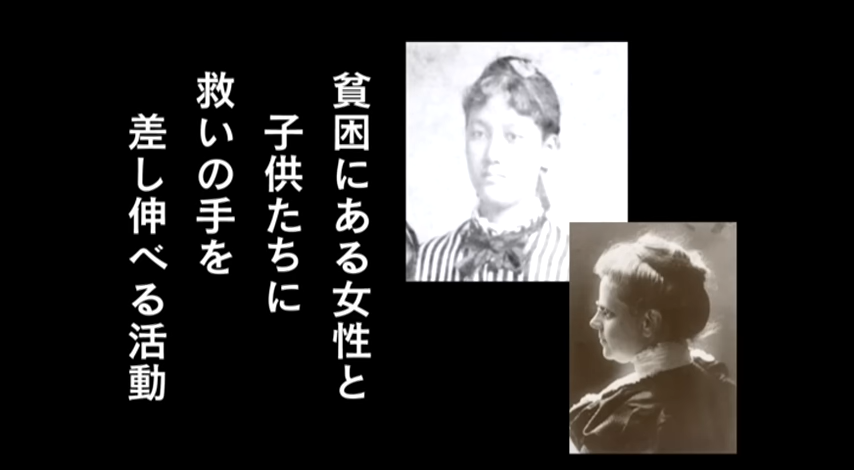 貧困にある女性と
子供たちに
救いの手を
差し伸べる活動